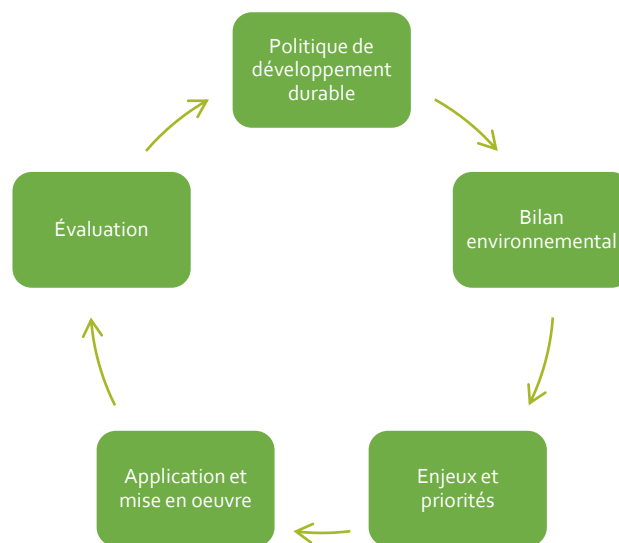 Politique de
développement
durable
Bilan
environnemental
Enjeux et
priorités
Application et
mise en oeuvre
Évaluation